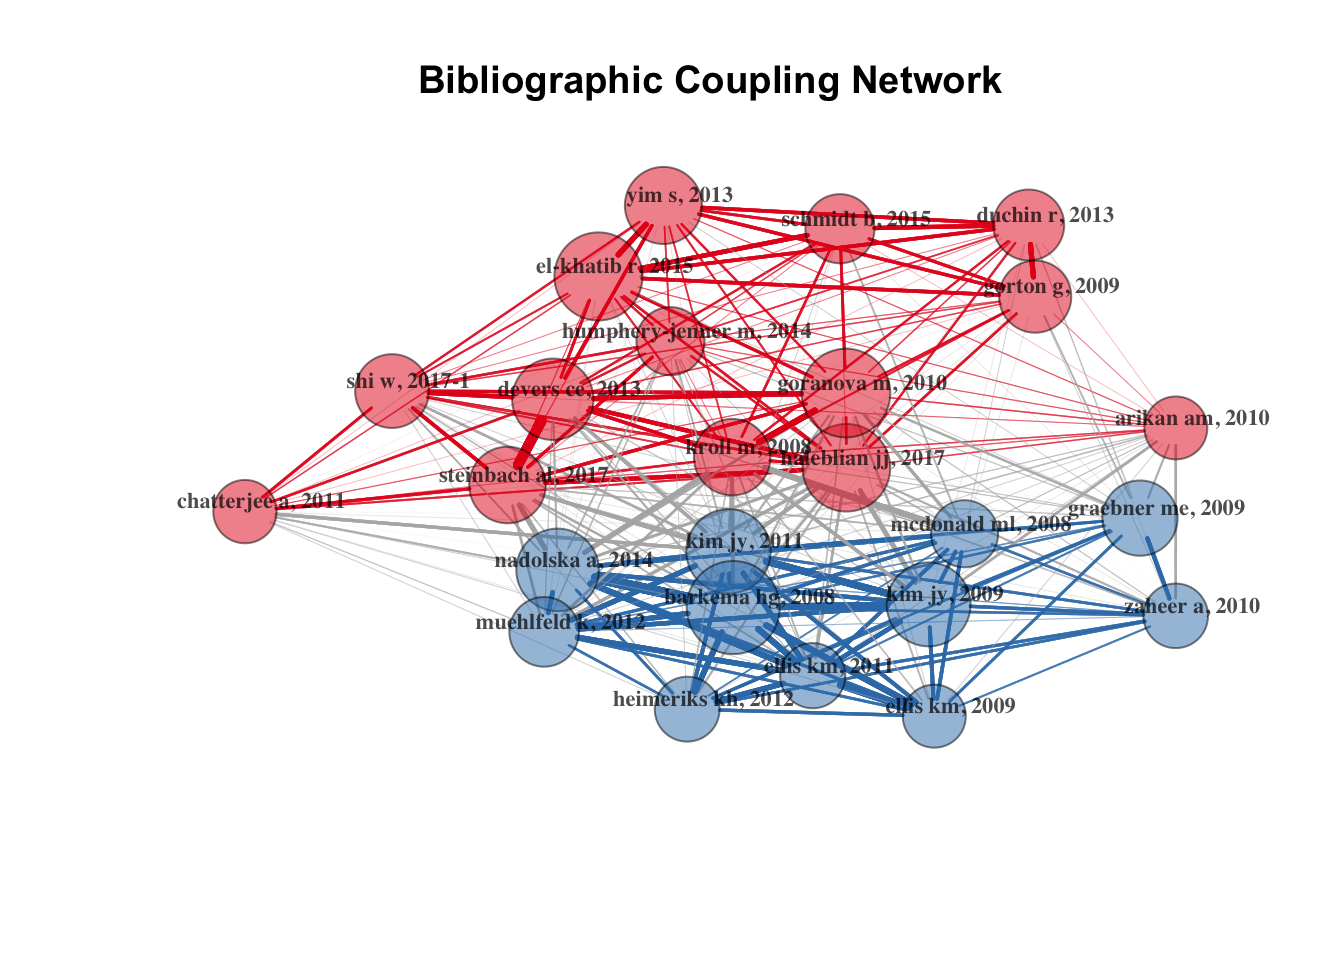 Bibliographic Coupling Network
yim s, 2013
schmidt b, 2015
duchin r, 2013
el-khatib r, 2015
gorton g, 2009
humphery-jenner m, 2014
shi w, 2017-1
devers ce, 2013
goranova m, 2010
arikan am, 2010
kroll m, 2008
haleblian jj, 2017
steinbach al, 2017
chatterjee a, 2011
graebner me, 2009
mcdonald ml, 2008
kim jy, 2011
nadolska a, 2014
barkema hg, 2008
kim jy, 2009
zaheer a, 2010
muehlfeld k, 2012
ellis km, 2011
heimeriks kh, 2012
ellis km, 2009